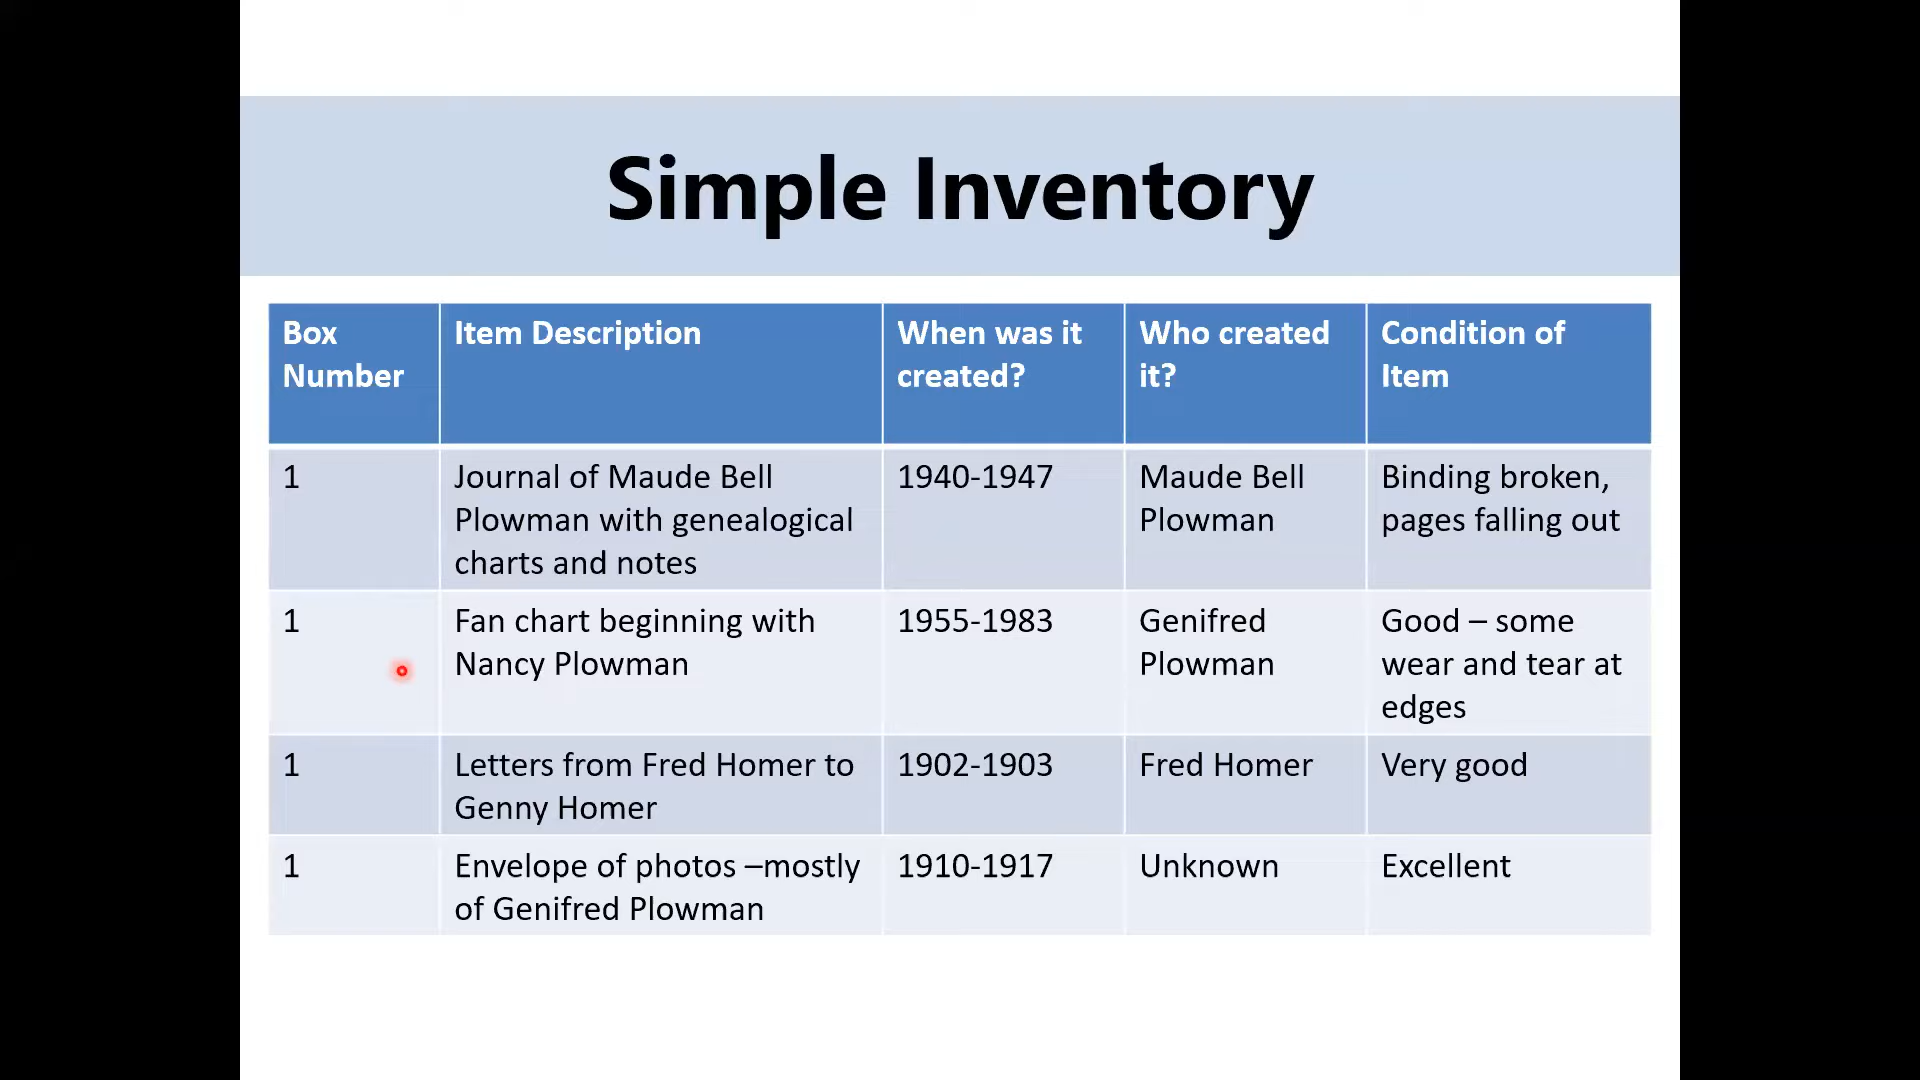 Simple Inventory
Box Number
Item Description
When was it created?
Who created it?
Condition of Item
1
Journal of Maude Bell
Plowman with genealogical
charts and notes
1940-1947
Maude Bell
Plowman
Binding broken,
pages falling out
1
Fan chart beginning with
Nancy Plowman
1955-1983
Genifred
Plowman
Good – some
wear and tear at
edges
1
Letters from Fred Homer to
Genny Homer
1902-1903
Fred Homer
Very good
1
Envelope of photos –mostly
of Genifred Plowman
1910-1917
Unknown
Excellent